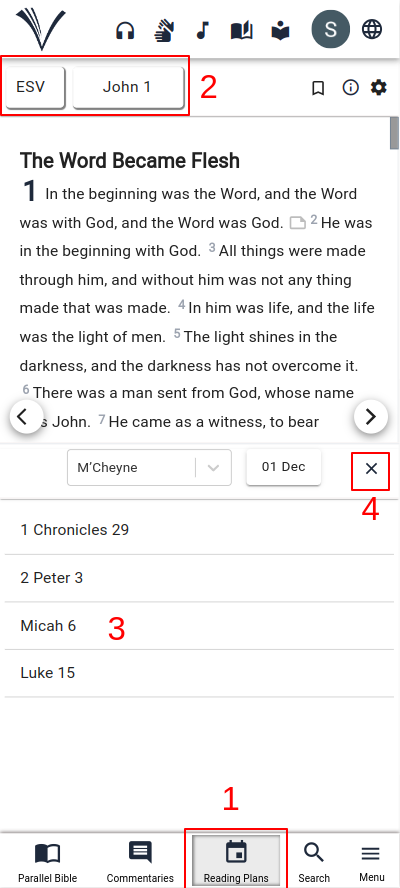 S
ESV
John 1
2
The Word Became Flesh
1 In the beginning was the Word, and the Word
was with God, and the Word was God. 2 He was
in the beginning with God. 3 All things were made
through him, and without him was not any thing
made that was made. 4 In him was life, and the life
was the light of men. 5 The light shines in the
darkness, and the darkness has not overcome it.
6 There was a man sent from God, whose name
s John. 7 He came as a witness, to bear
M'Cheyne
01 Dec
4
1 Chronicles 29
2 Peter 3
Micah 6
3
Luke 15
1
Parallel Bible
Commentaries
Reading Plans
Search
Menu